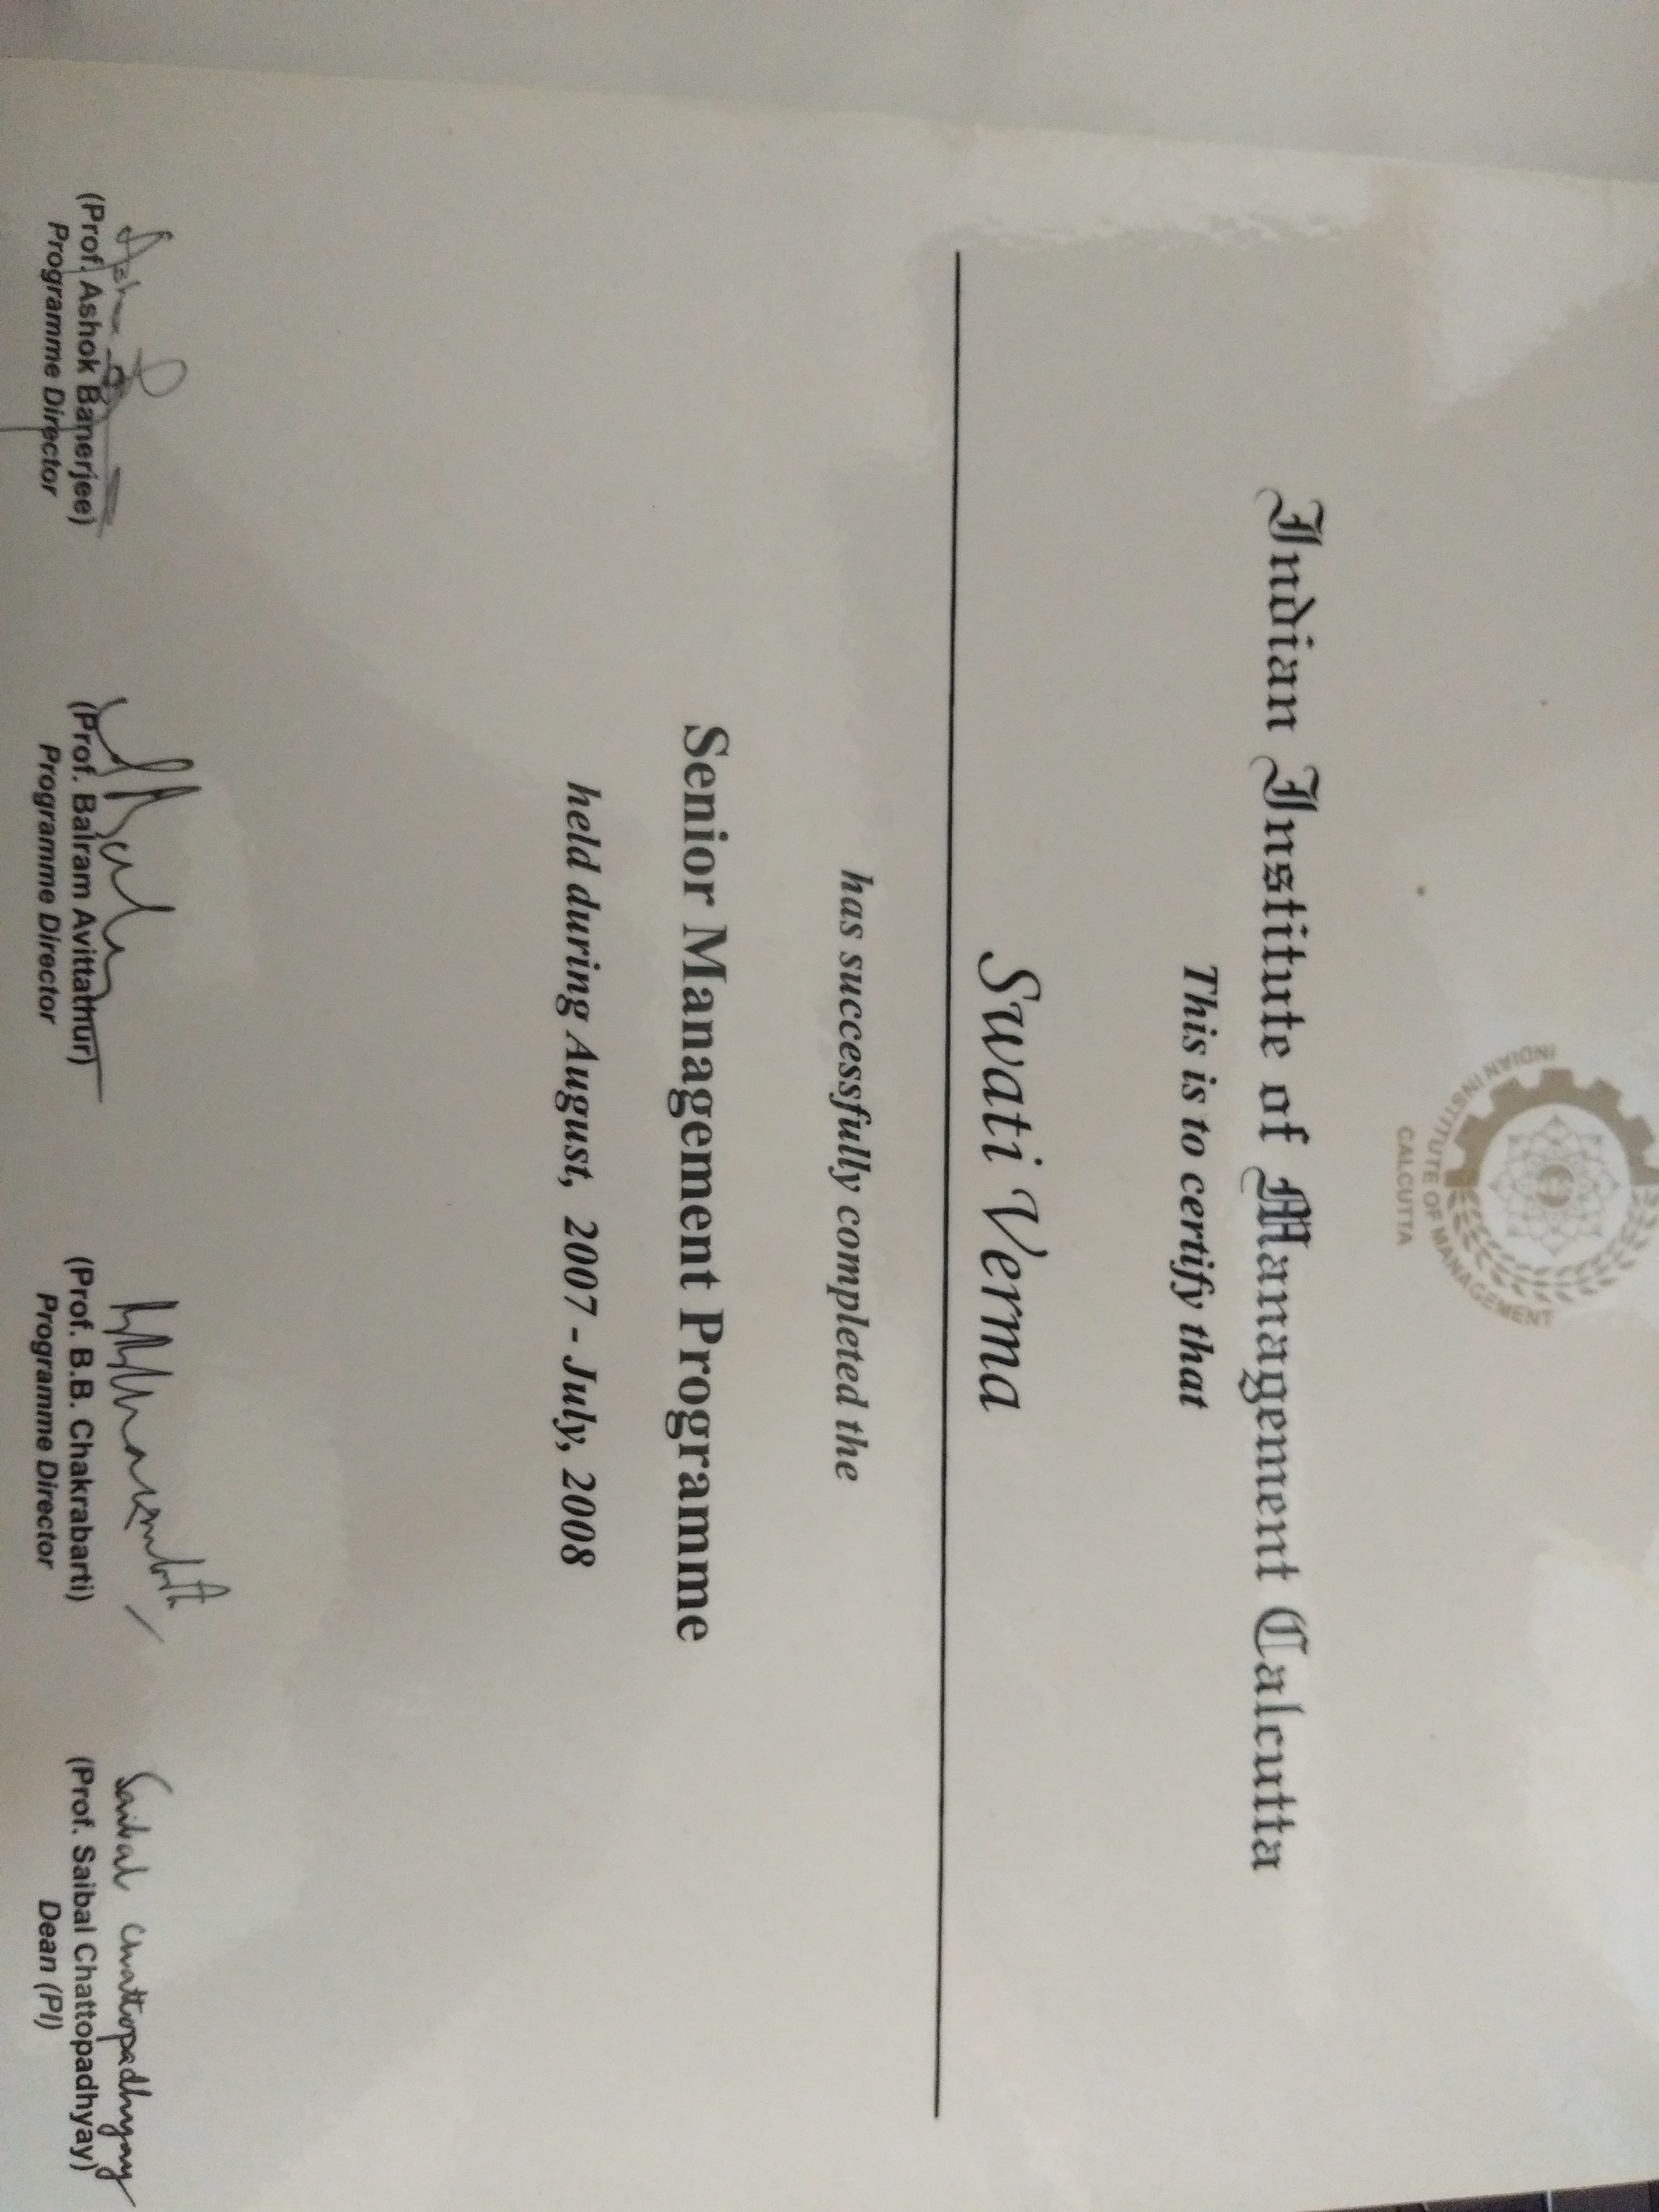 INDIAN INSTITUTE OF MANAGEMENT
CALCUTTA
Indian Institute of Management Calcutta
This is to certify that
Swati Verma
has successfully completed the
Senior Management Programme
held during August, 2007 - July, 2008
Saibal Chattopadhyay
(Prof. Ashok Banerjee) (Prof. Balram Avittathur) (Prof. B.B. Chakrabarti) (Prof. Saibal Chattopadhyay)
Programme Director Programme Director Programme Director Dean (PI)